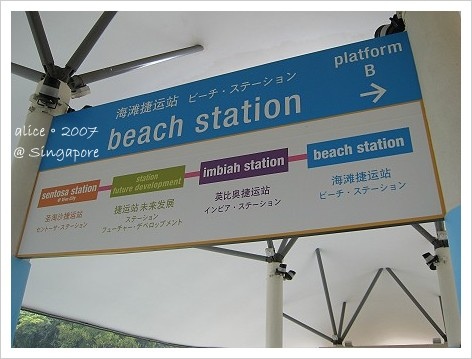 海滩捷运站 ビーチ・ステーション
beach station
platform
B
→
alice。2007
@ Singapore
sentosa station
station
future development
imbiah station
beach station
圣淘沙捷运站
セントーサ・ステーション
捷运站 未来发展
ステーション
フューチャー・デベロップメント
英比奥捷运站
インビア・ステーション
海滩捷运站
ビーチ・ステーション